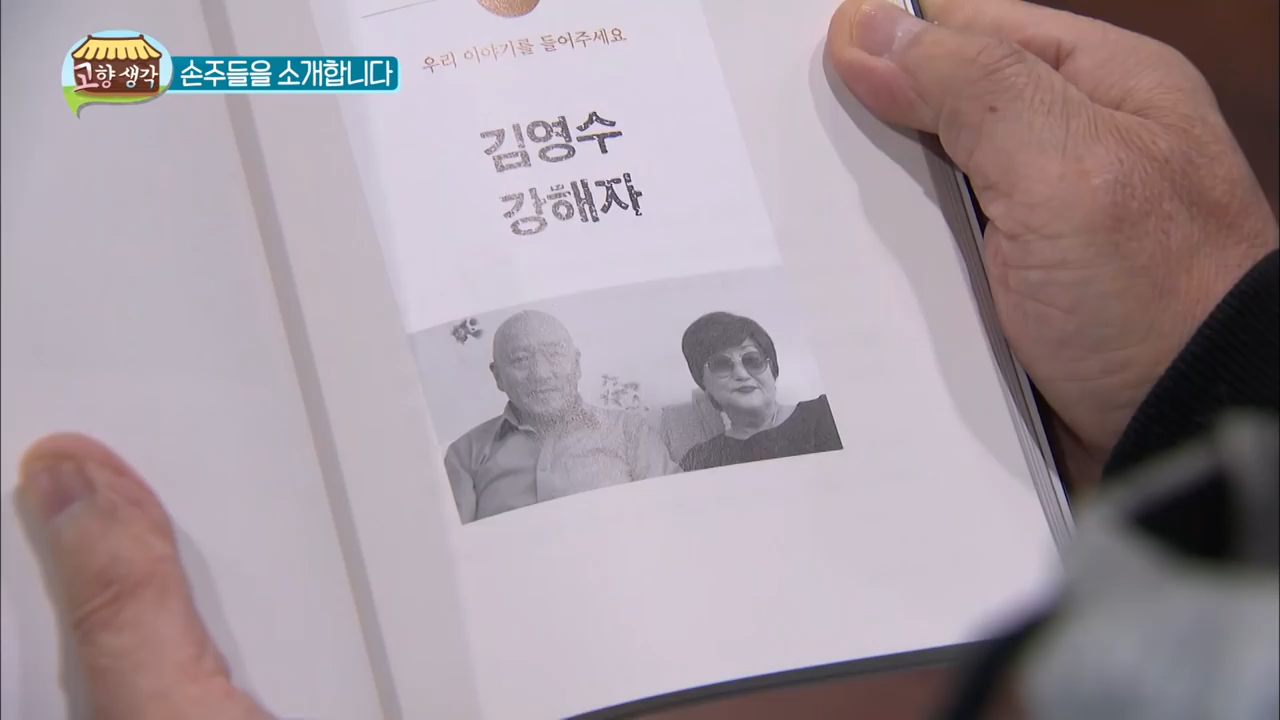 고향 생각
손주들을 소개합니다
우리 이야기를 들어주세요
김영수
강해자